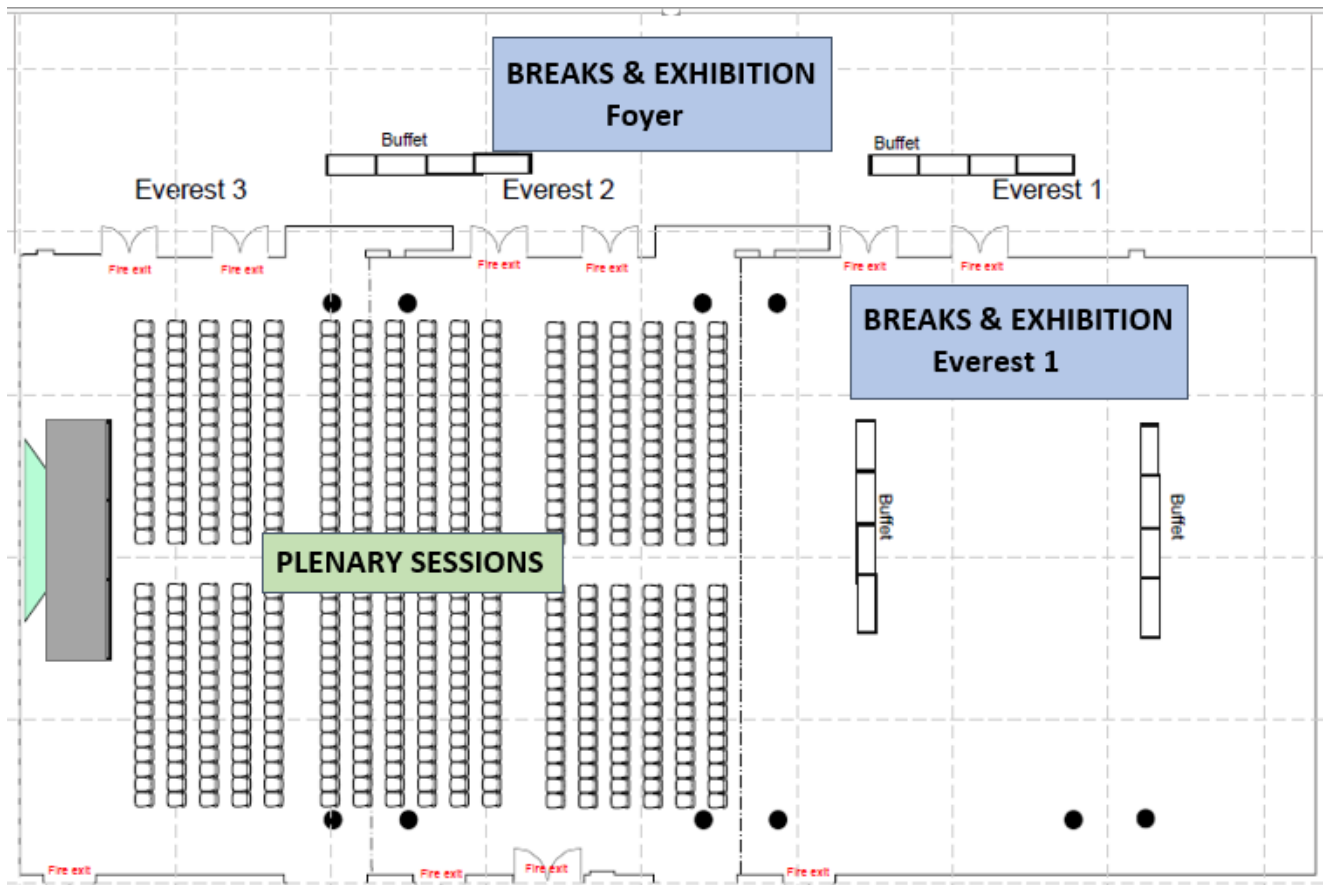 BREAKS & EXHIBITION
Foyer
Buffet
Buffet
Everest 3
Everest 2
Everest 1
Fire exit
Fire exit
Fire exit
Fire exit
Fire exit
Fire exit
BREAKS & EXHIBITION
Everest 1
Buffet
Buffet
PLENARY SESSIONS
Fire exit
Fire exit
Fire exit
Fire exit